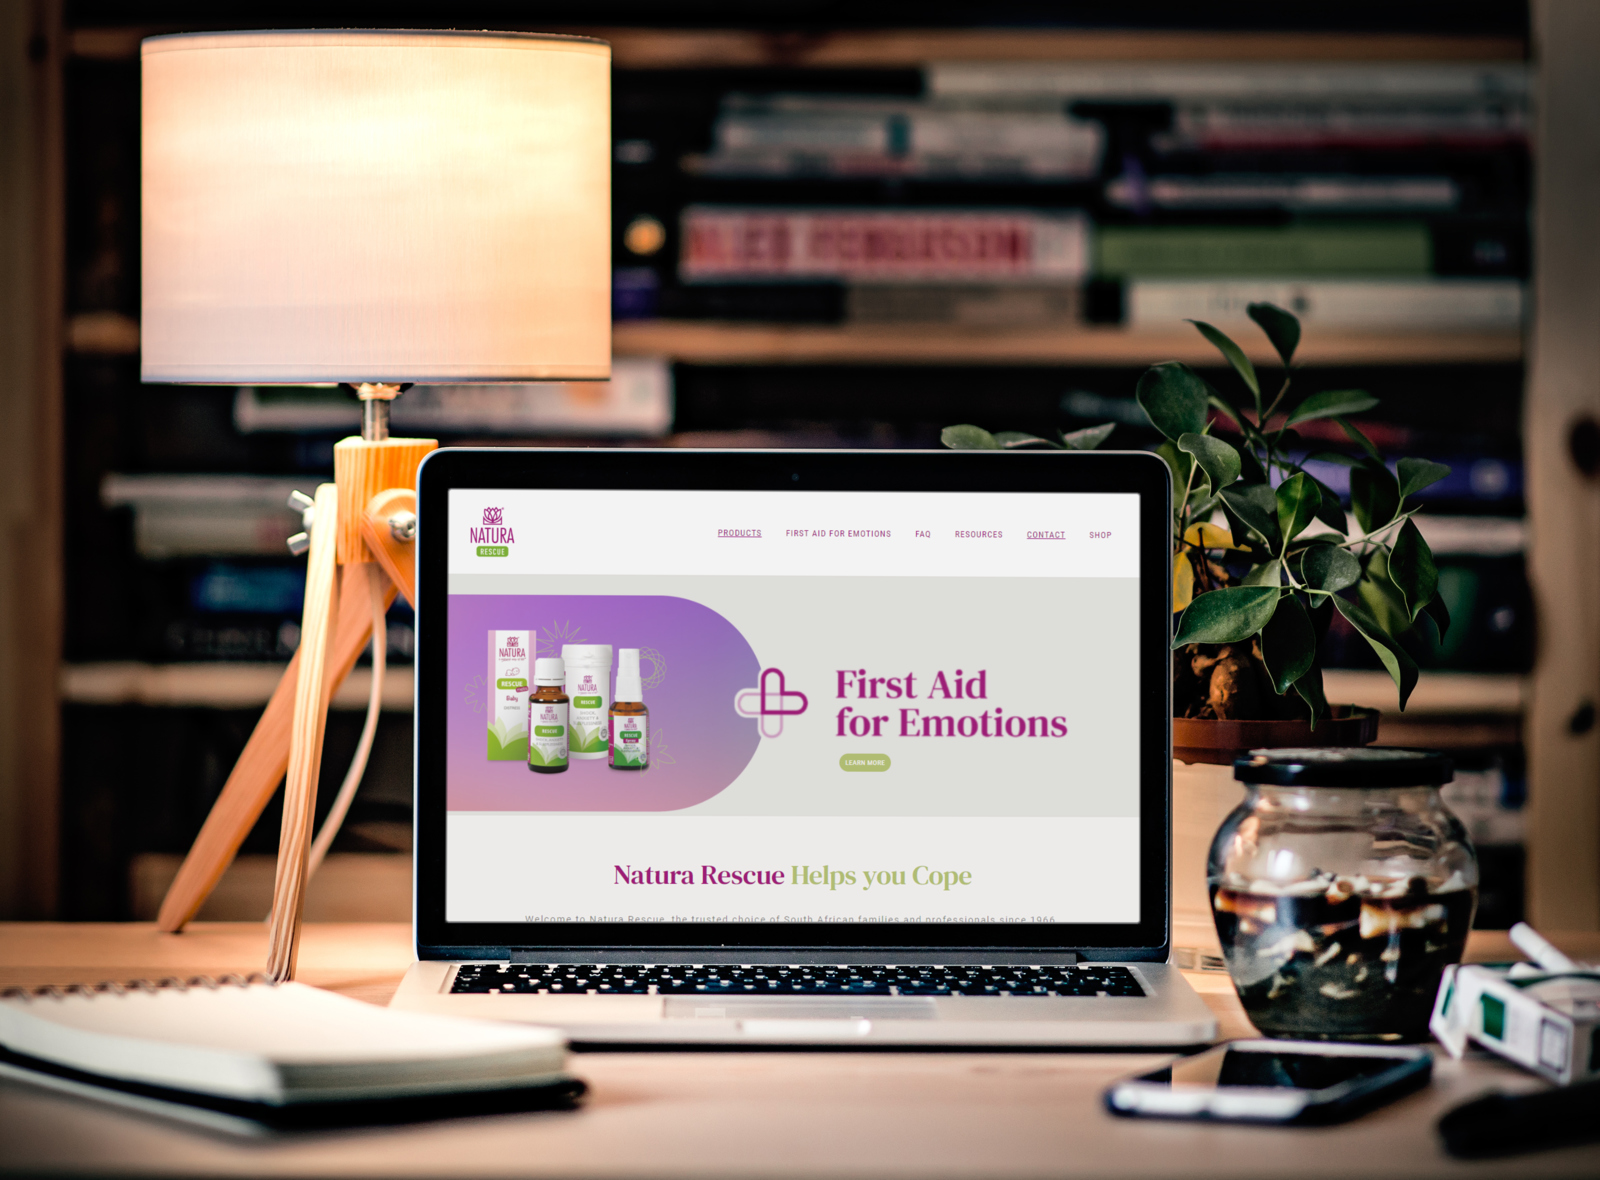 ALEX FERGUSON
NATURA
RESCUE
PRODUCTS
FIRST AID FOR EMOTIONS
FAQ
RESOURCES
CONTACT
SHOP
NATURA
RESCUE
Baby
NATURA
RESCUE
NATURA
RESCUE
NATURA
RESCUE
First Aid
for Emotions
LEARN MORE
Natura Rescue Helps you Cope
Welcome to Natura Rescue, the trusted choice of South African families and professionals since 1966.